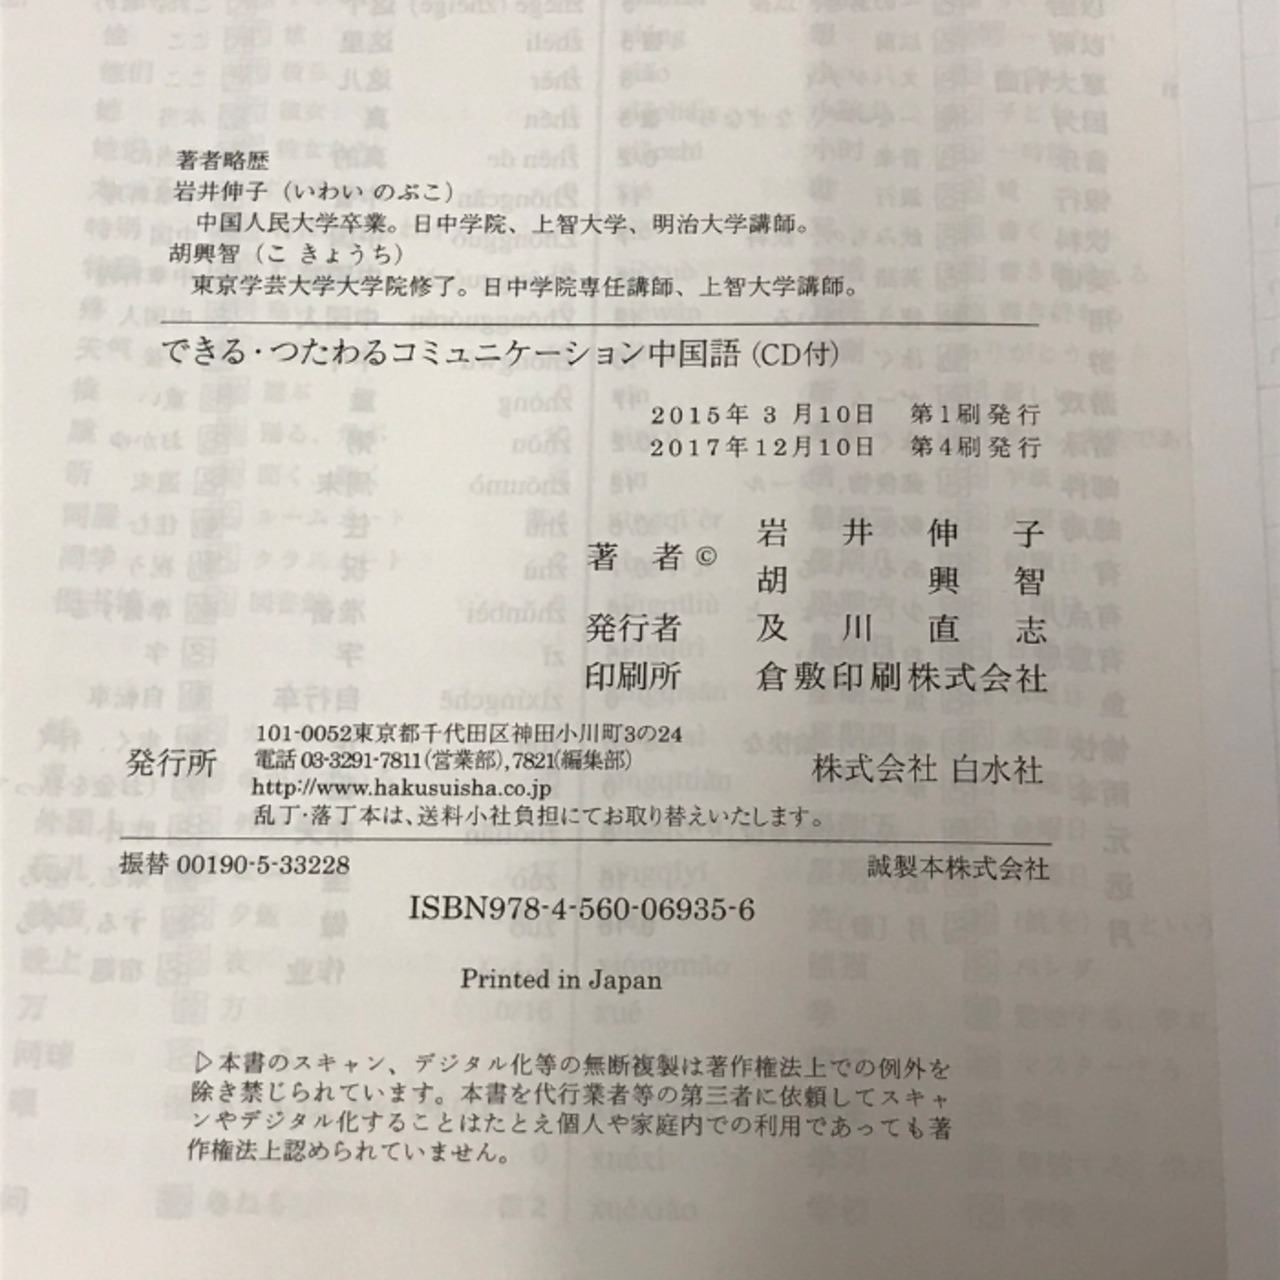 著者略歴
岩井伸子（いわい のぶこ）
中国人民大学卒業。日中学院、上智大学、明治大学講師。
胡興智（こ きょうち）
東京学芸大学大学院修了。日中学院専任講師、上智大学講師。
できる・つたわるコミュニケーション中国語（CD付）
2015年 3 月10日 第1刷発行
2017年12月10日 第4刷発行
著 者 © 岩 井 伸 子
胡 興 智
発行者 及 川 直 志
印刷所 倉敷印刷株式会社
101-0052東京都千代田区神田小川町3の24
発行所 電話 03-3291-7811（営業部）, 7821（編集部） 株式会社 白水社
http://www.hakusuisha.co.jp
乱丁・落丁本は、送料小社負担にてお取り替えいたします。
振替 00190-5-33228 誠製本株式会社
ISBN978-4-560-06935-6
Printed in Japan
▷本書のスキャン、デジタル化等の無断複製は著作権法上での例外を
除き禁じられています。本書を代行業者等の第三者に依頼してスキャ
ンやデジタル化することはたとえ個人や家庭内での利用であっても著
作権法上認められていません。